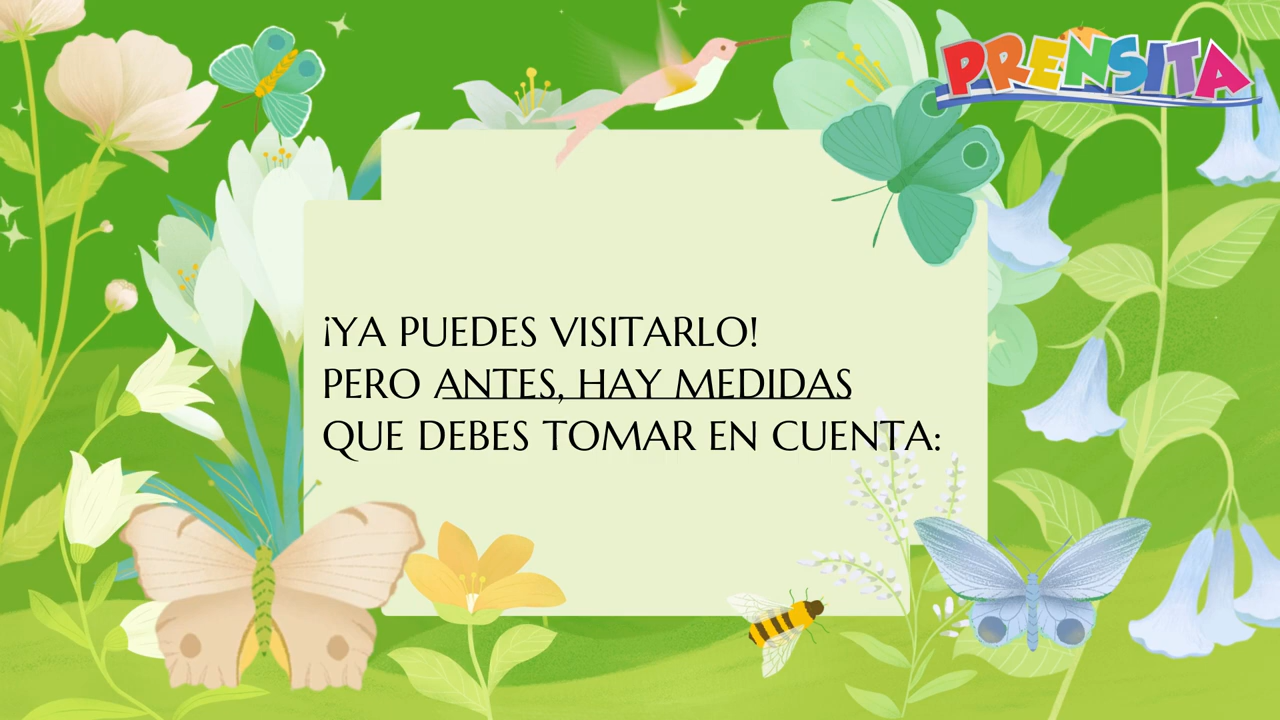 PRENSITA
¡YA PUEDES VISITARLO!
PERO ANTES, HAY MEDIDAS
QUE DEBES TOMAR EN CUENTA: